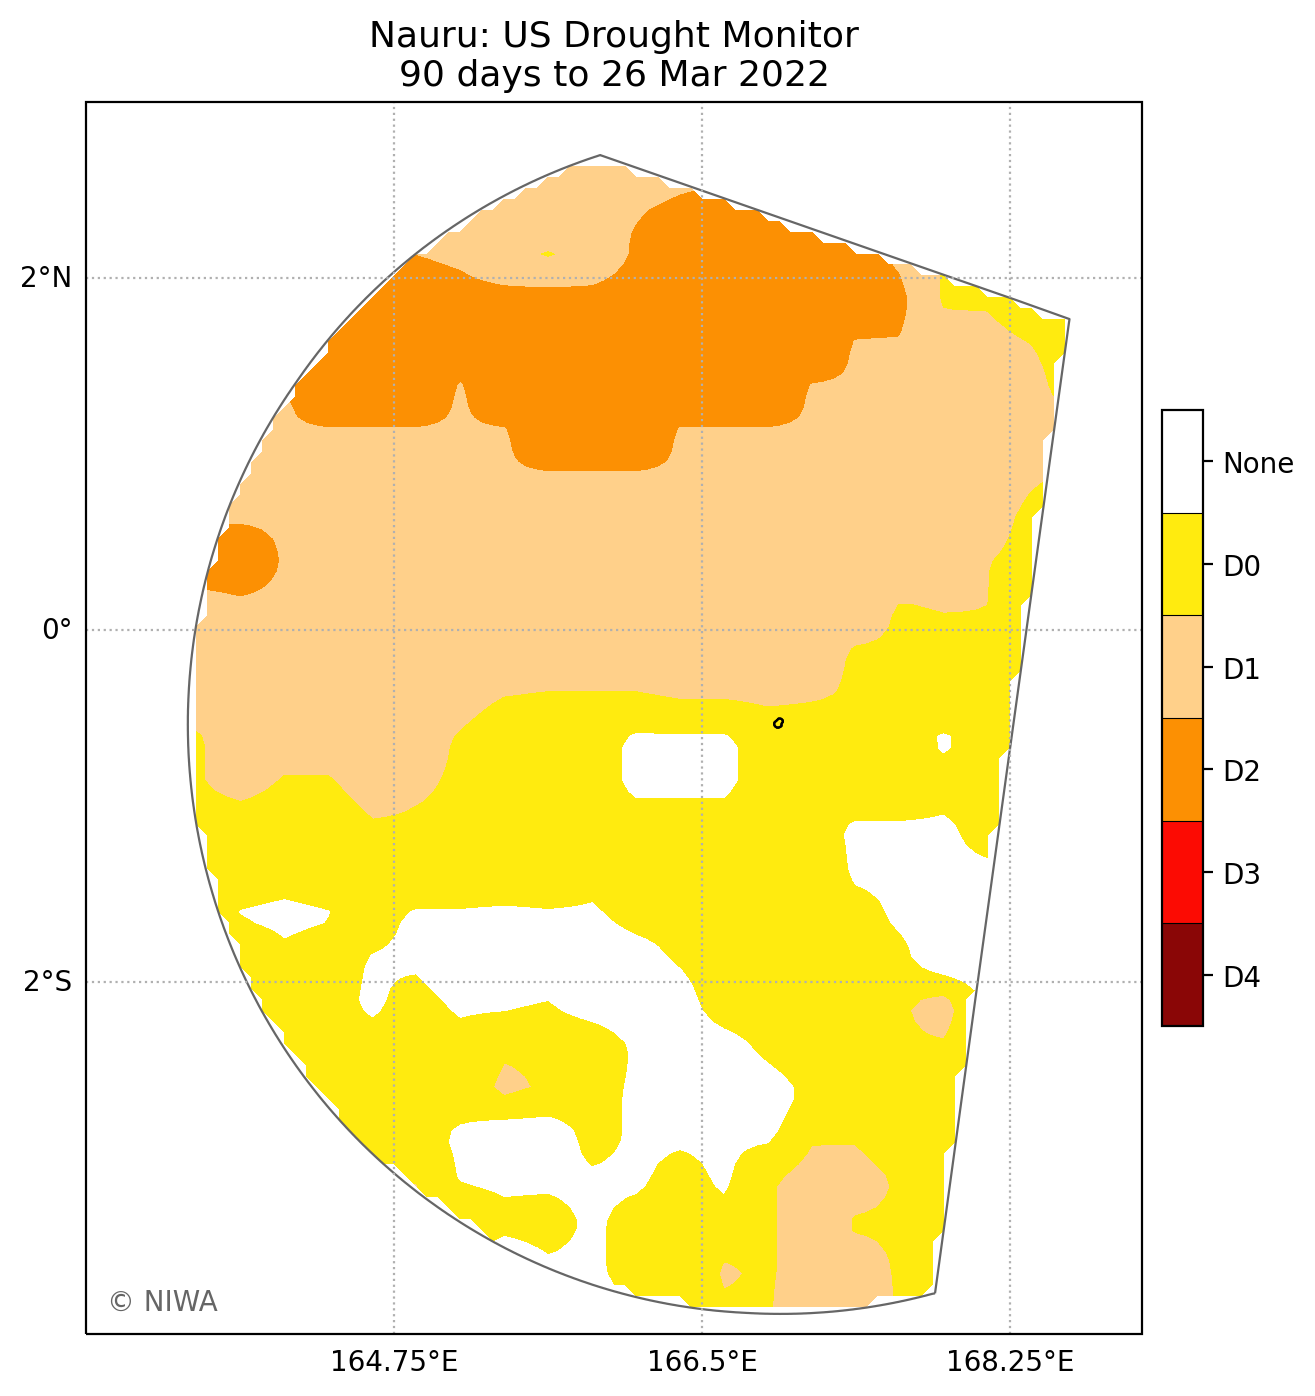 Nauru: US Drought Monitor
90 days to 26 Mar 2022
2°N
0°
2°S
164.75°E
166.5°E
168.25°E
None
D0
D1
D2
D3
D4
© NIWA